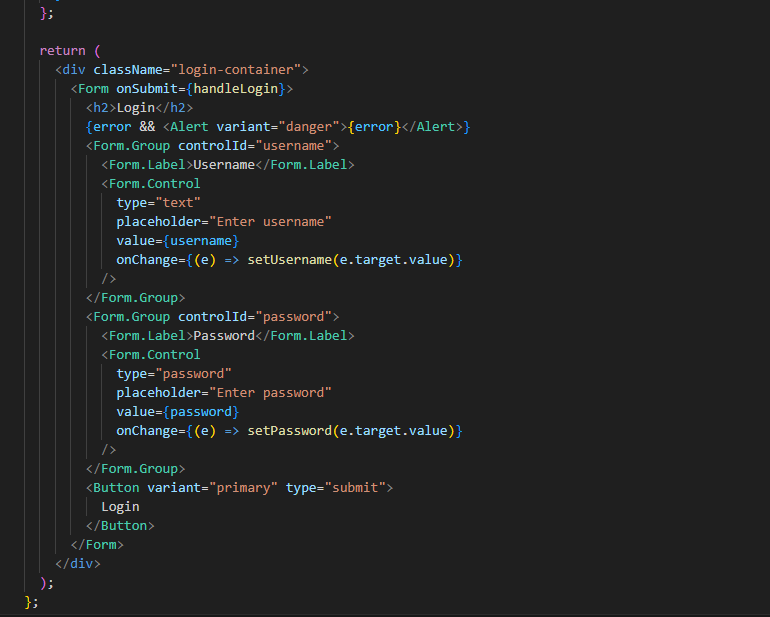 };
return (
<div className="login-container">
<Form onSubmit={handleLogin}>
<h2>Login</h2>
{error && <Alert variant="danger">{error}</Alert>}
<Form.Group controlId="username">
<Form.Label>Username</Form.Label>
<Form.Control
type="text"
placeholder="Enter username"
value={username}
onChange={(e) => setUsername(e.target.value)}
/>
</Form.Group>
<Form.Group controlId="password">
<Form.Label>Password</Form.Label>
<Form.Control
type="password"
placeholder="Enter password"
value={password}
onChange={(e) => setPassword(e.target.value)}
/>
</Form.Group>
<Button variant="primary" type="submit">
Login
</Button>
</Form>
</div>
);
};